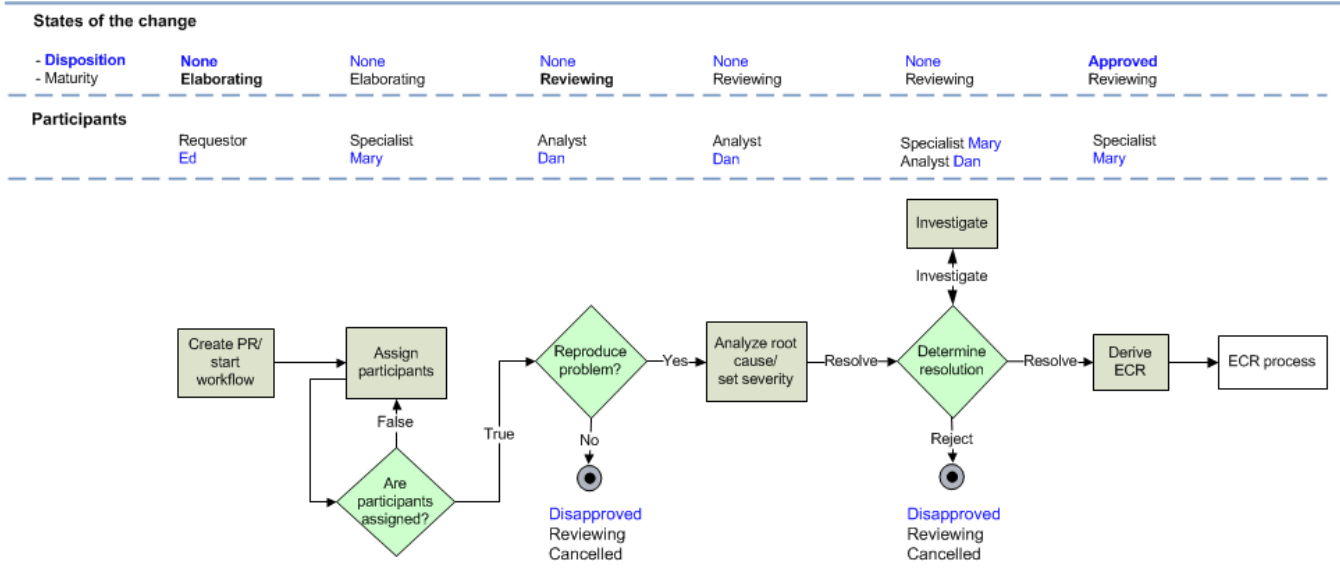 States of the change
- Disposition None None None None None Approved
- Maturity Elaborating Elaborating Reviewing Reviewing Reviewing Reviewing
Participants
Requestor Specialist Analyst Analyst Specialist Mary Specialist
Ed Mary Dan Dan Analyst Dan Mary
Investigate
Investigate
Create PR/
start
workflow
Assign
participants
False
Are
participants
assigned?
True
Reproduce
problem?
Yes
No
Disapproved
Reviewing
Cancelled
Analyze root
cause/
set severity
Resolve
Determine
resolution
Reject
Disapproved
Reviewing
Cancelled
Resolve
Derive
ECR
ECR process